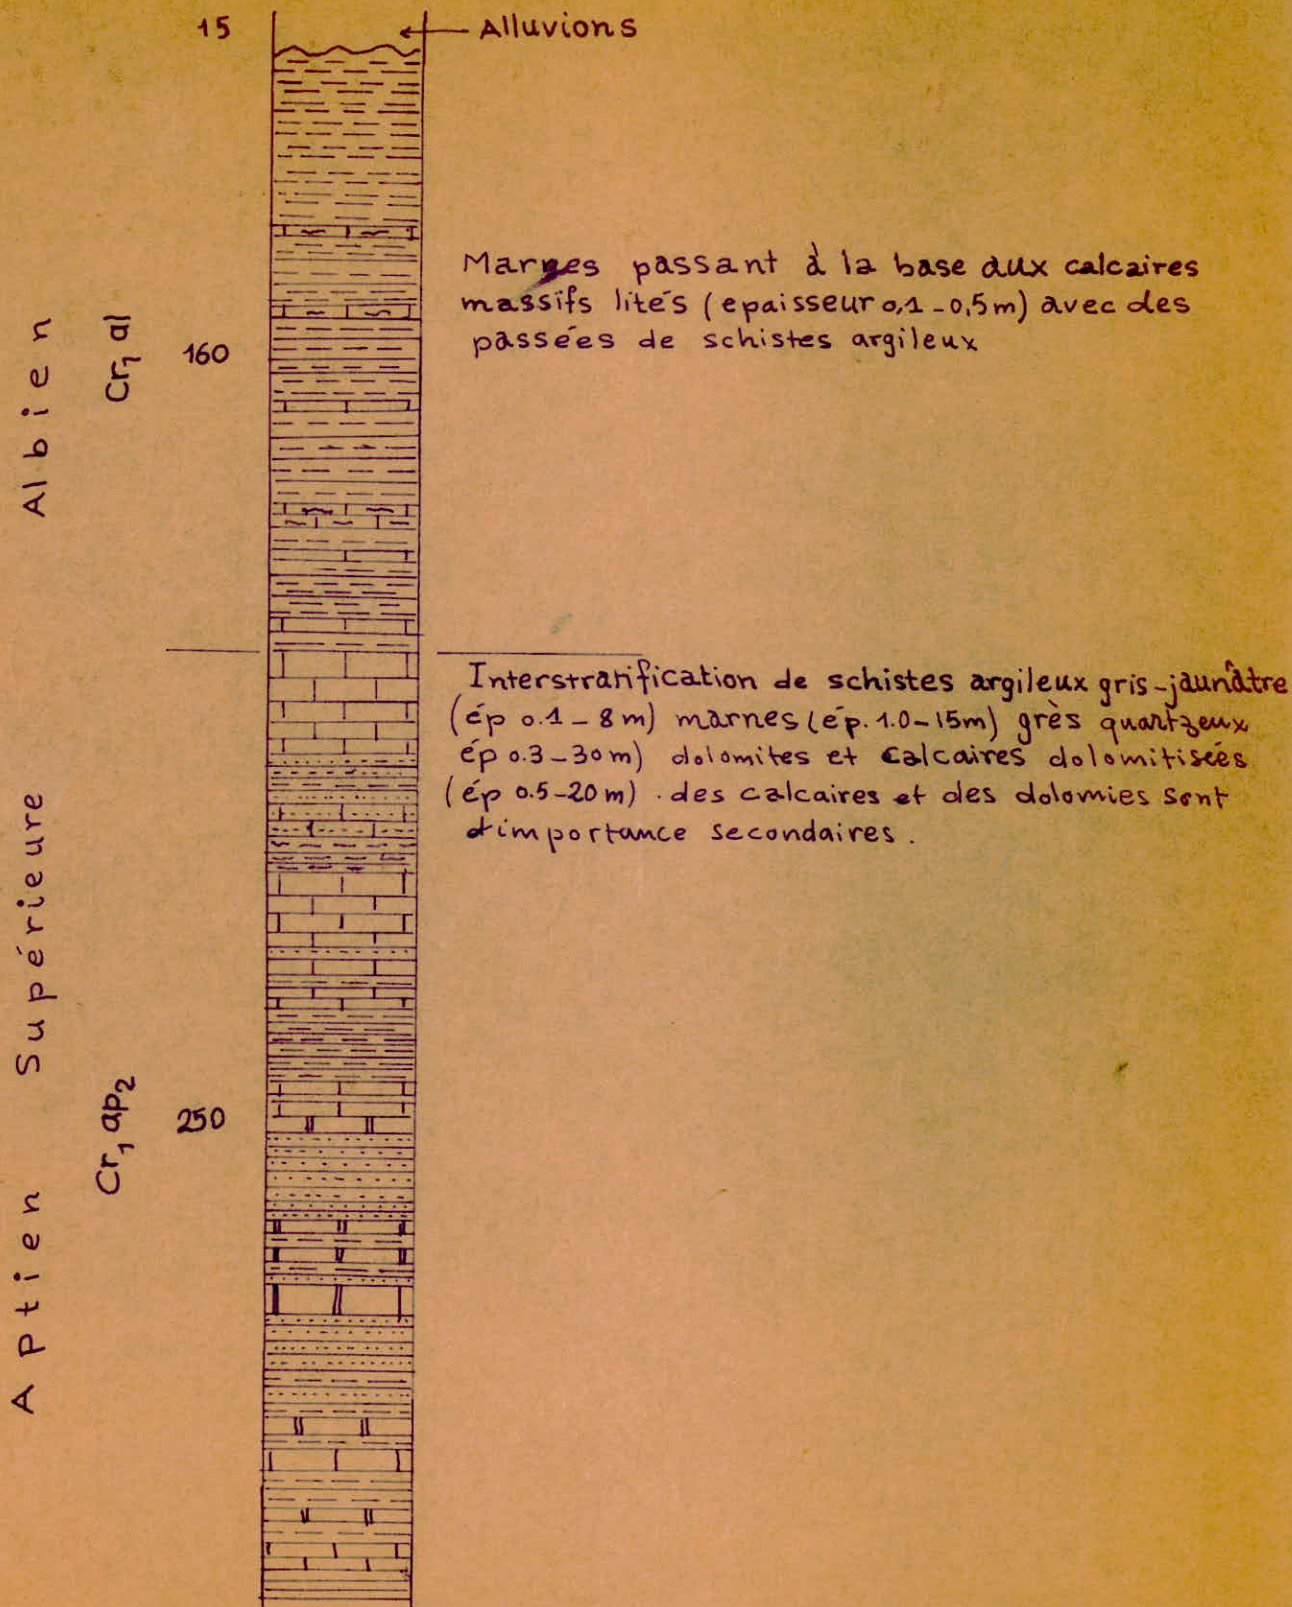 15
Alluvions
Albien
Cr₁ al
160
Marnes passant à la base aux calcaires
massifs lités (epaisseur 0,1 - 0,5m) avec des
passées de schistes argileux
Aptien Supérieure
Cr₁ ap₂
250
Interstratification de schistes argileux gris-jaunâtre
(ép 0.1 - 8 m) marnes (ép. 1.0 - 15m) grès quartzeux
ép 0.3 - 30 m) dolomites et calcaires dolomitisées
(ép 0.5-20 m). des calcaires et des dolomies sont
d'importance secondaires.